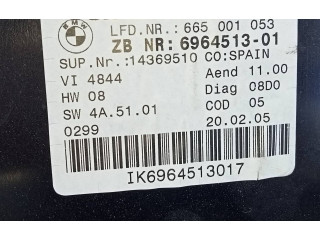 BMW
LFD.NR.: 665 001 053
ZB NR: 6964513-01
SUP.Nr.:14369510 CO:SPAIN
VI 4844 Aend 11.00
HW 08 Diag 08D0
SW 4A.51.01 COD 05
0299 20.02.05
IK6964513017